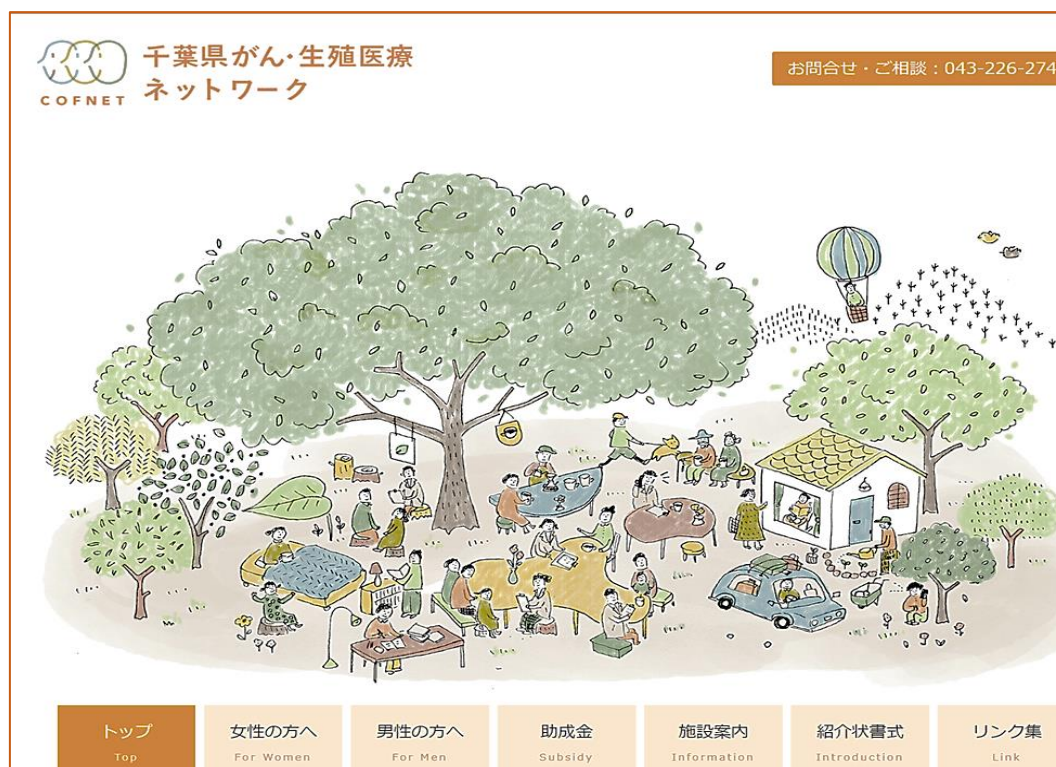 千葉県がん・生殖医療
ネットワーク
COFNET
お問合せ・ご相談：043-226-274
トップ
Top
女性の方へ
For Women
男性の方へ
For Men
助成金
Subsidy
施設案内
Information
紹介状書式
Introduction
リンク集
Link